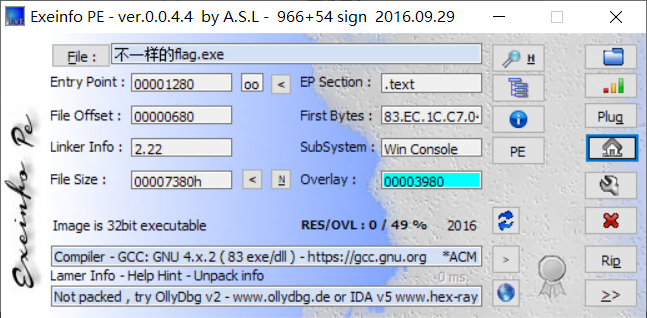 Exeinfo PE - ver.0.0.4.4 by A.S.L - 966+54 sign 2016.09.29
File : 不一样的flag.exe H
Entry Point : 00001280 oo < EP Section : .text
File Offset : 00000680 First Bytes : 83.EC.1C.C7.0 Plug
Linker Info : 2.22 SubSystem : Win Console PE
File Size : 00007380h < N Overlay : 00003980
Image is 32bit executable RES/OVL : 0 / 49 % 2016
Compiler - GCC: GNU 4.x.2 ( 83 exe/dll ) - https://gcc.gnu.org *ACM > Rip
Lamer Info - Help Hint - Unpack info ~0 ms.
Not packed , try OllyDbg v2 - www.ollydbg.de or IDA v5 www.hex-ray >>
Exeinfo Pe